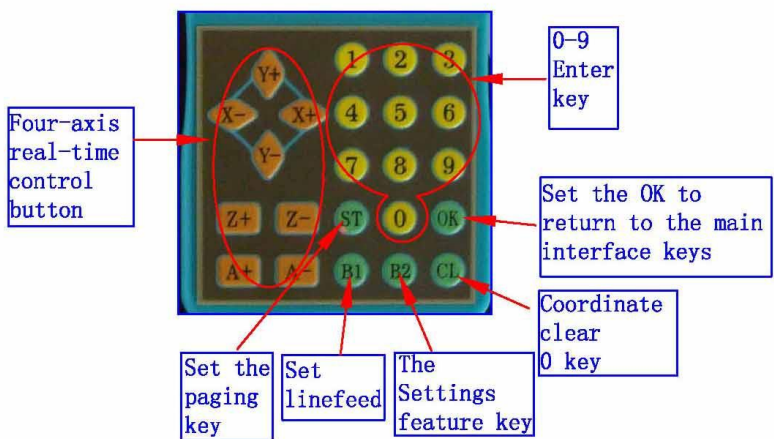 0-9
Enter
key
Four-axis
real-time
control
button
Y+
X-
X+
Y-
Z+
Z-
A+
A-
1
2
3
4
5
6
7
8
9
ST
0
OK
B1
B2
CL
Set the OK to
return to the main
interface keys
Coordinate
clear
0 key
Set the
paging
key
Set
linefeed
The
Settings
feature key